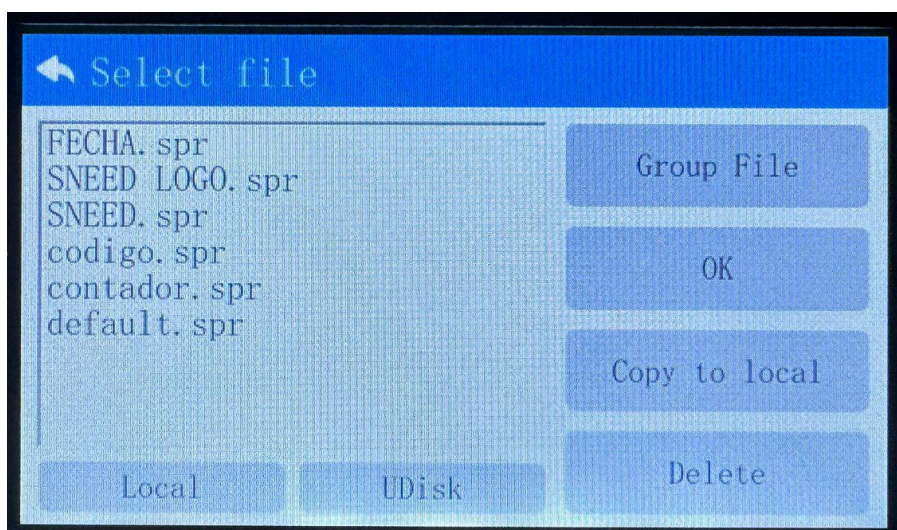 Select file
FECHA. spr
SNEED LOGO. spr
SNEED. spr
codigo. spr
contador. spr
default. spr
Group File
OK
Copy to local
Delete
Local
UDisk